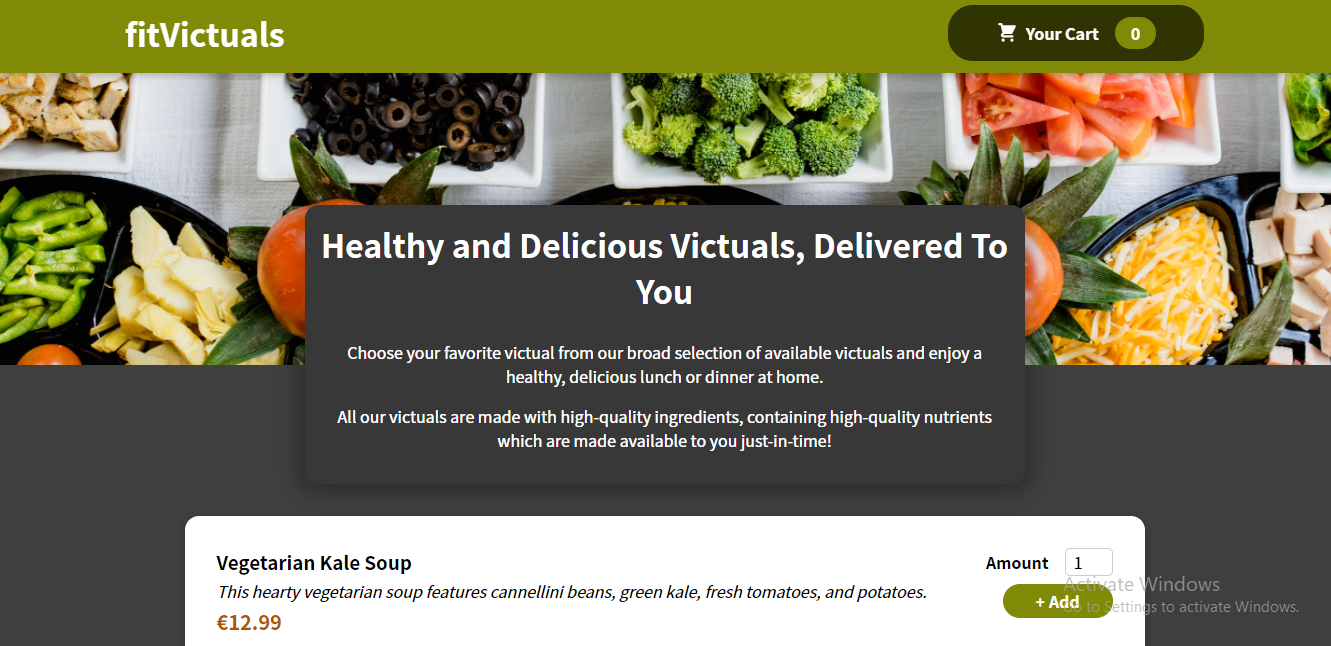 fitVictuals
Your Cart 0
Healthy and Delicious Victuals, Delivered To
You
Choose your favorite victual from our broad selection of available victuals and enjoy a
healthy, delicious lunch or dinner at home.
All our victuals are made with high-quality ingredients, containing high-quality nutrients
which are made available to you just-in-time!
Vegetarian Kale Soup
Amount 1
This hearty vegetarian soup features cannellini beans, green kale, fresh tomatoes, and potatoes.
+ Add
€12.99
Activate Windows
Go to Settings to activate Windows.